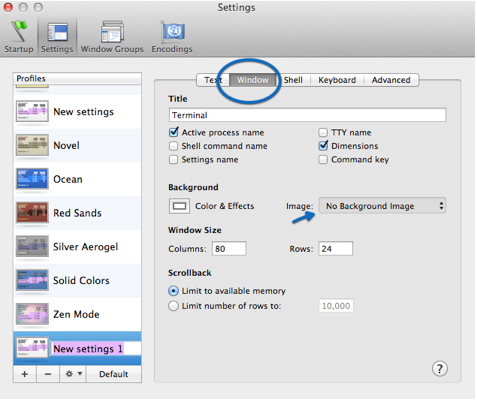 Settings
Startup Settings Window Groups Encodings
Profiles
New settings
Novel
Ocean
Red Sands
Silver Aerogel
Solid Colors
Zen Mode
New settings 1
+ − Default
Text Window Shell Keyboard Advanced
Title
Terminal
Active process name TTY name
Shell command name Dimensions
Settings name Command key
Background
Color & Effects Image: No Background Image
Window Size
Columns: 80 Rows: 24
Scrollback
Limit to available memory
Limit number of rows to: 10,000
?